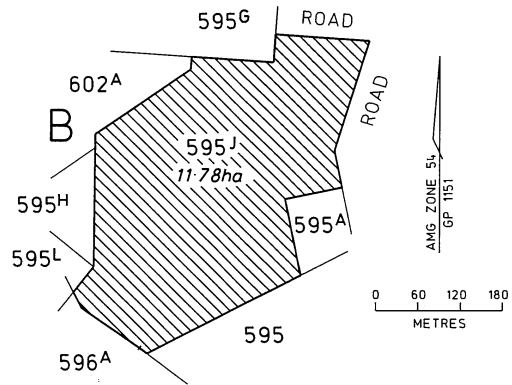 595G
ROAD
602A
ROAD
B
595J
11·78ha
595H
595A
595L
595
596A
AMG ZONE 54
GP 1151
0 60 120 180
METRES